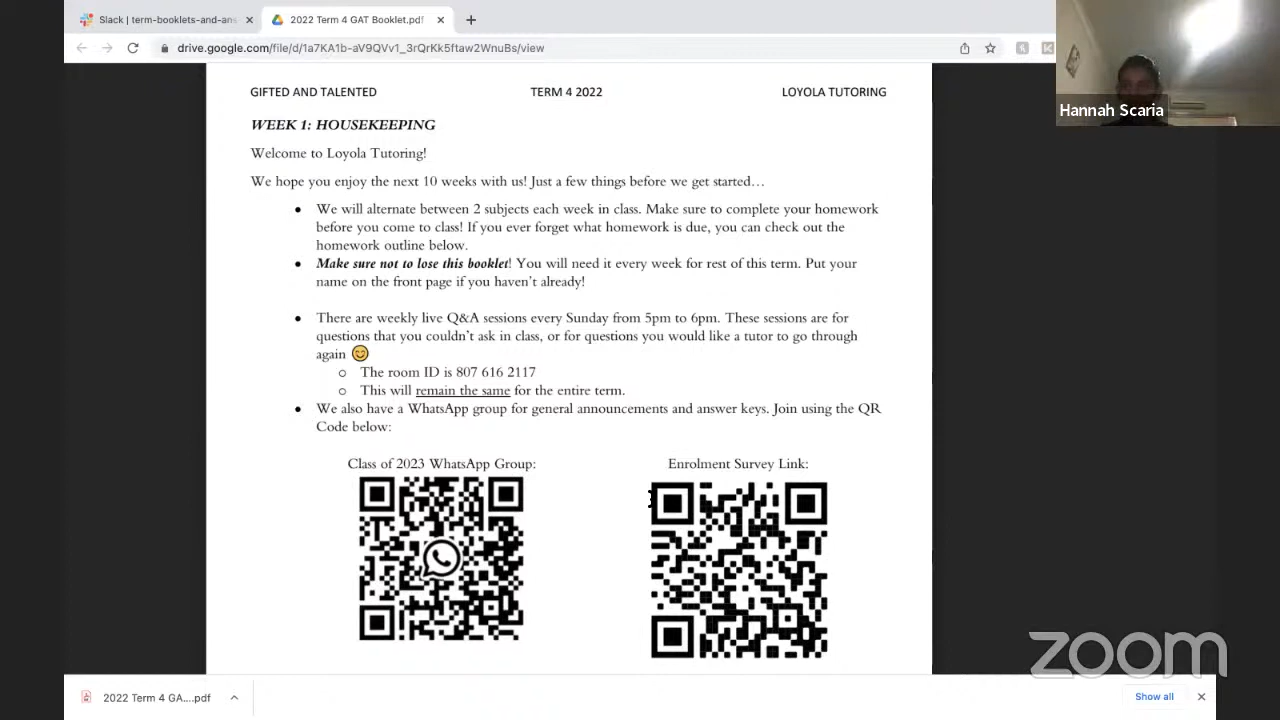 Slack | term-booklets-and-ans
2022 Term 4 GAT Booklet.pdf
drive.google.com/file/d/1a7KA1b-aV9QVv1_3rQrKk5ftaw2WnuBs/view
Hannah Scaria
GIFTED AND TALENTED TERM 4 2022 LOYOLA TUTORING
WEEK 1: HOUSEKEEPING
Welcome to Loyola Tutoring!
We hope you enjoy the next 10 weeks with us! Just a few things before we get started…
• We will alternate between 2 subjects each week in class. Make sure to complete your homework
before you come to class! If you ever forget what homework is due, you can check out the
homework outline below.
• Make sure not to lose this booklet! You will need it every week for rest of this term. Put your
name on the front page if you haven't already!
• There are weekly live Q&A sessions every Sunday from 5pm to 6pm. These sessions are for
questions that you couldn't ask in class, or for questions you would like a tutor to go through
again 😊
o The room ID is 807 616 2117
o This will remain the same for the entire term.
• We also have a WhatsApp group for general announcements and answer keys. Join using the QR
Code below:
Class of 2023 WhatsApp Group: Enrolment Survey Link:
zoom
2022 Term 4 GA....pdf
Show all